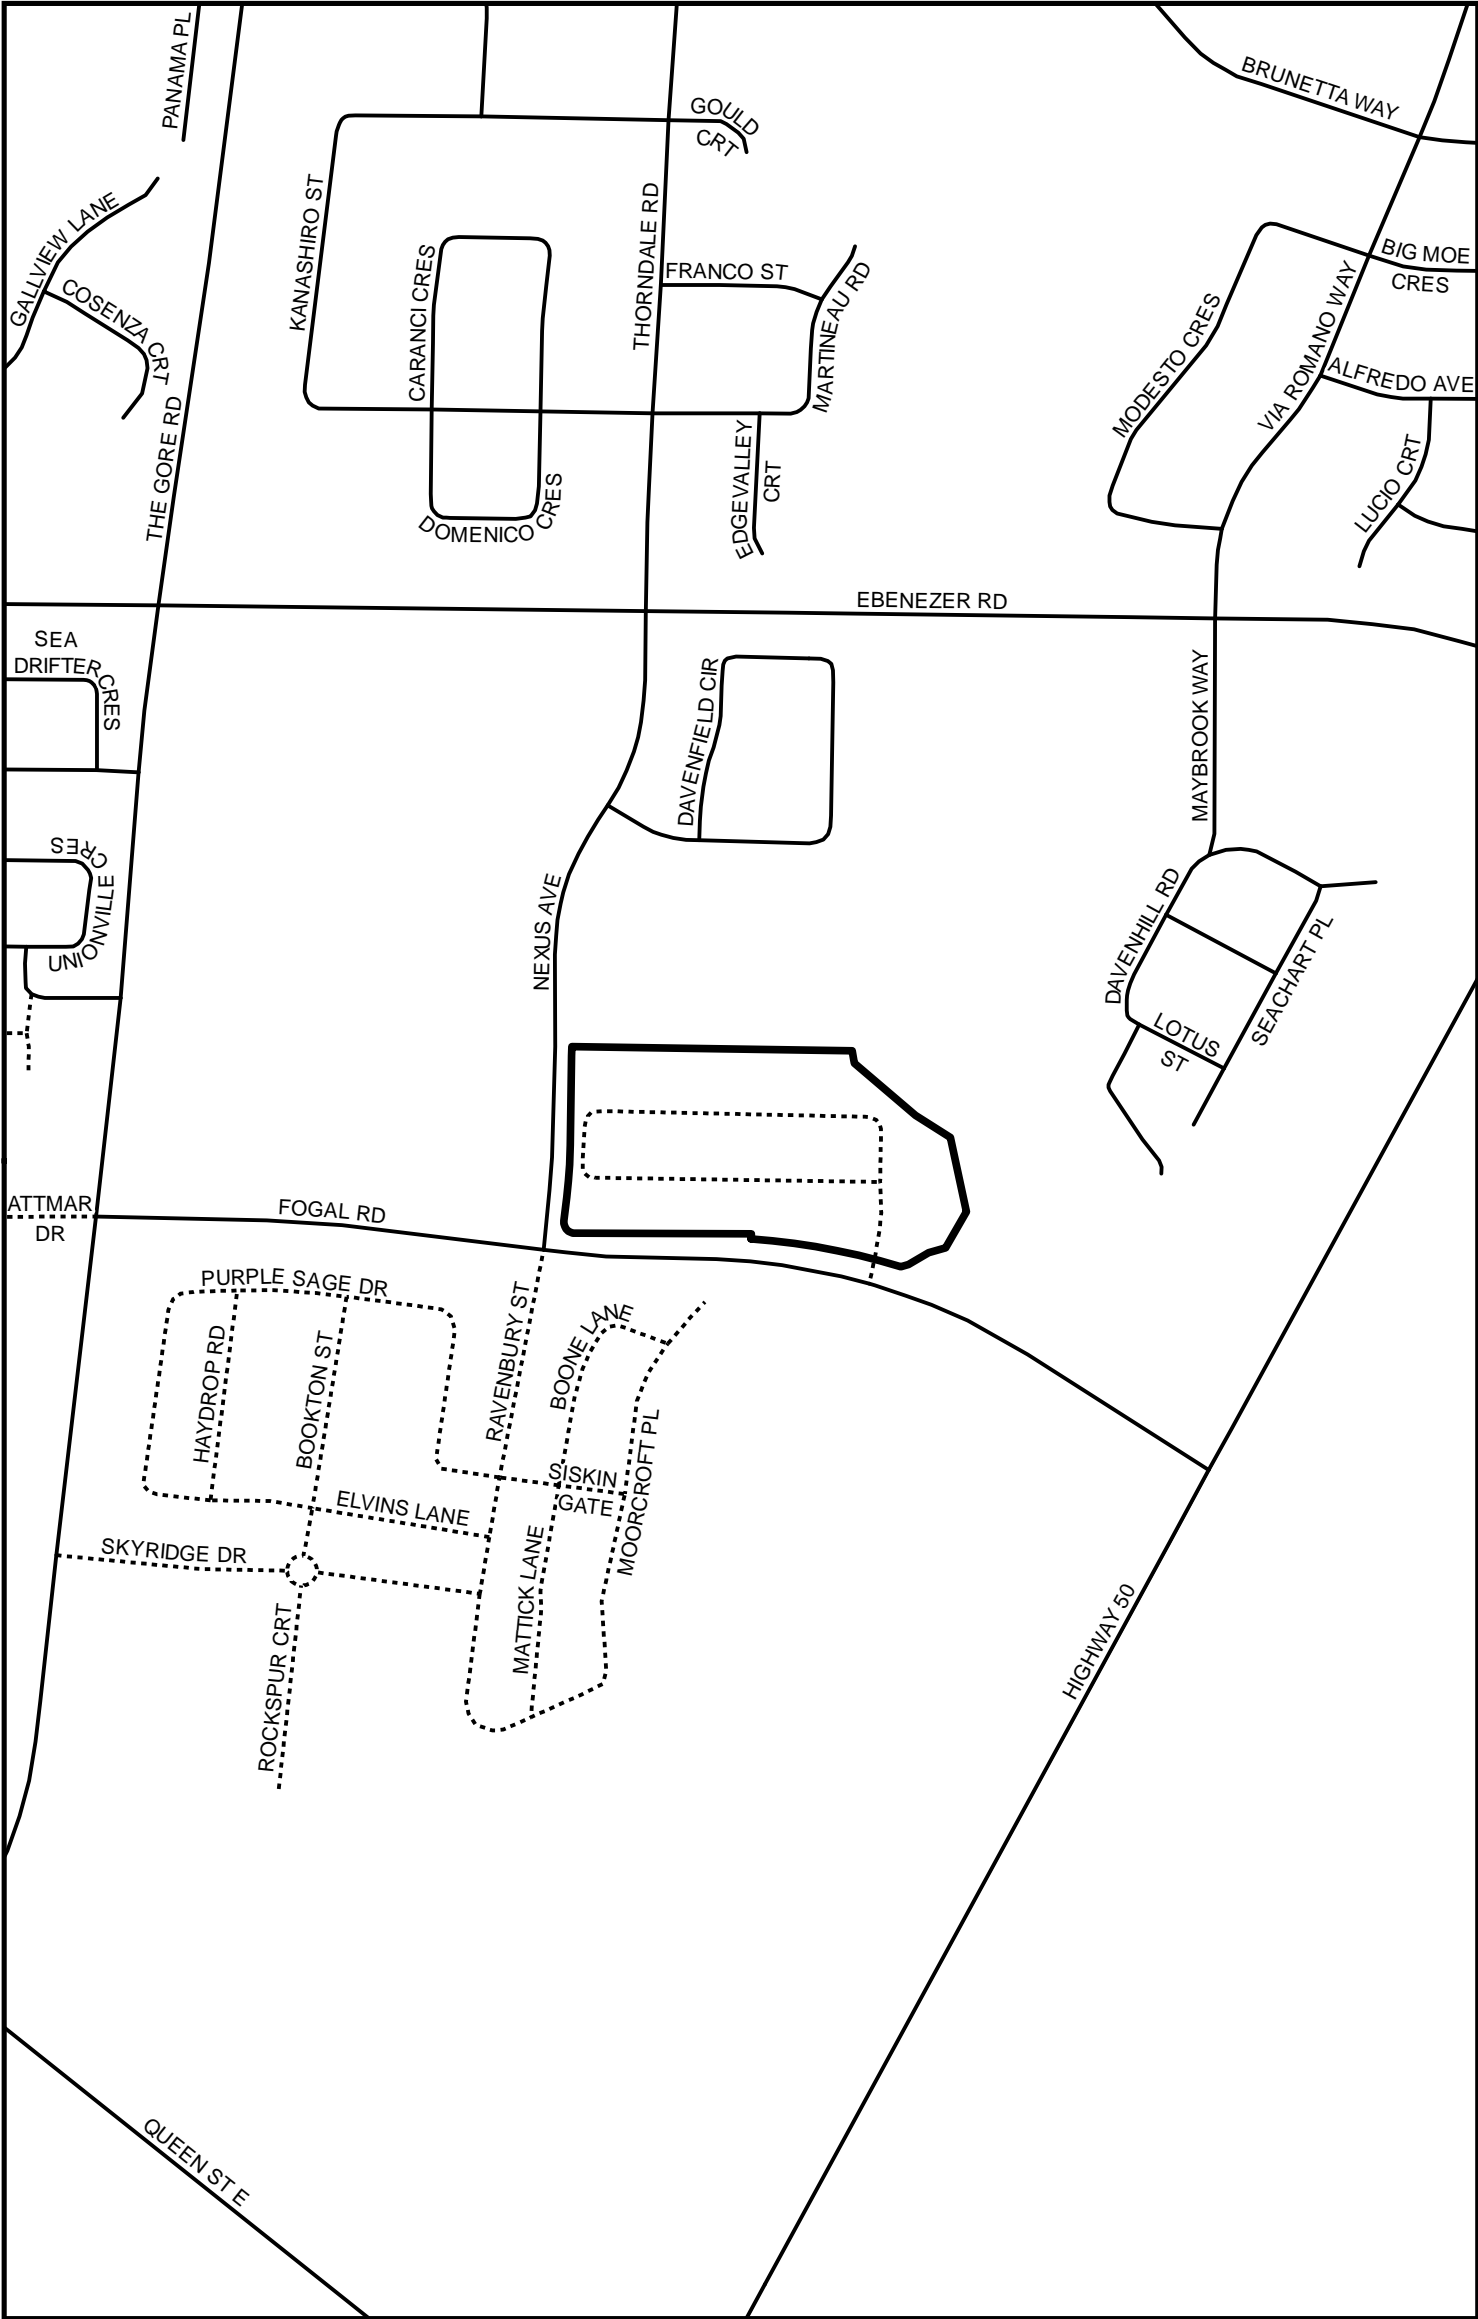 PANAMA PL
BRUNETTA WAY
GOULD
CRT
KANASHIRO ST
THORNDALE RD
GALLVIEW LANE
CARANCI CRES
FRANCO ST
MARTINEAU RD
BIG MOE
CRES
COSENZA CRT
MODESTO CRES
VIA ROMANO WAY
ALFREDO AVE
THE GORE RD
EDGEVALLEY
CRT
LUCIO CRT
DOMENICO CRES
EBENEZER RD
SEA
DRIFTER CRES
DAVENFIELD CIR
MAYBROOK WAY
UNIONVILLE CRES
NEXUS AVE
DAVENHILL RD
SEACHART PL
LOTUS
ST
ATTMAR
DR
FOGAL RD
PURPLE SAGE DR
HAYDROP RD
BOOKTON ST
RAVENBURY ST
BOONE LANE
MOORCROFT PL
SISKIN
GATE
ELVINS LANE
SKYRIDGE DR
MATTICK LANE
ROCKSPUR CRT
HIGHWAY 50
QUEEN ST E